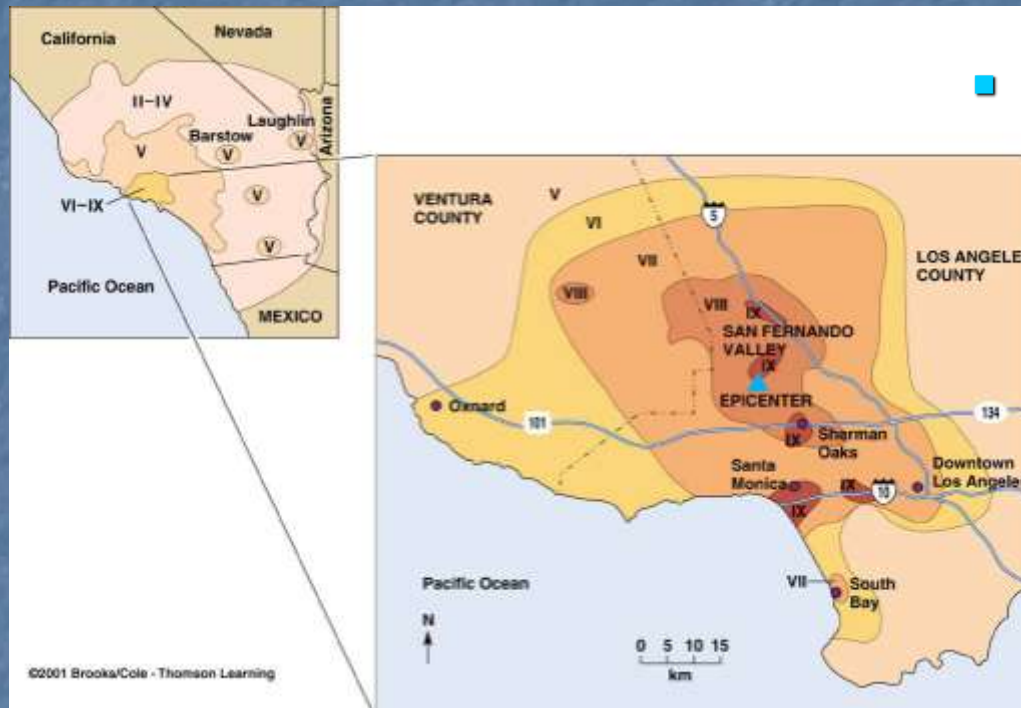 California
Nevada
II–IV
Laughlin
Barstow
V
V
V
Arizona
VI–IX
V
V
Pacific Ocean
MEXICO
VENTURA
COUNTY
V
VI
5
VII
LOS ANGELE
COUNTY
VIII
VIII
IX
SAN FERNANDO
VALLEY
IX
EPICENTER
Oxnard
101
134
IX
Sherman
Oaks
Santa
Monica
IX
10
Downtown
Los Angele
IX
Pacific Ocean
VII
South
Bay
N
0 5 10 15
km
©2001 Brooks/Cole - Thomson Learning